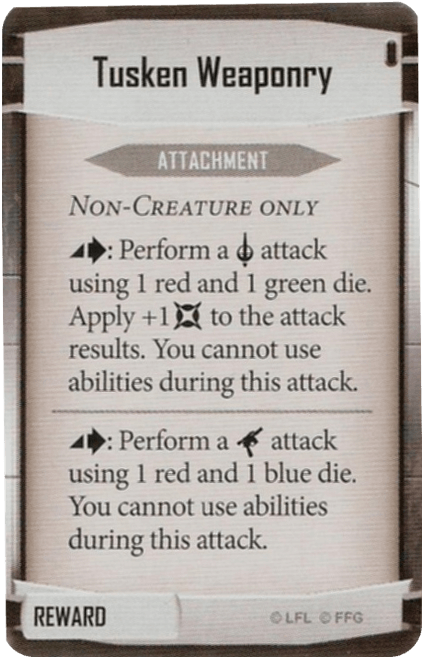 Tusken Weaponry
ATTACHMENT
NON-CREATURE ONLY
: Perform a attack
using 1 red and 1 green die.
Apply +1 to the attack
results. You cannot use
abilities during this attack.
: Perform a attack
using 1 red and 1 blue die.
You cannot use abilities
during this attack.
REWARD
© LFL © FFG